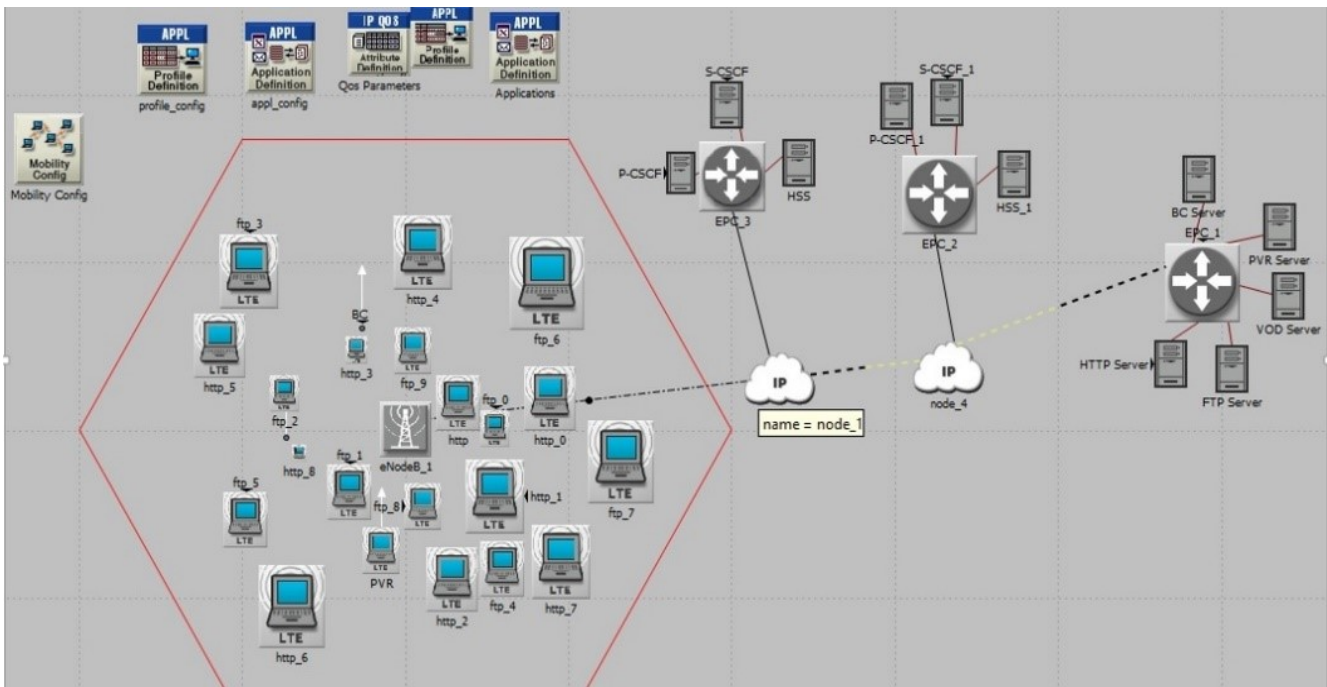 APPL
Profile
Definition
profile_config
APPL
Application
Definition
appl_config
IP QOS
Attribute
Definition
Qos Parameters
APPL
Profile
Definition
APPL
Application
Definition
Applications
Mobility
Config
Mobility Config
S-CSCF
P-CSCF
HSS
EPC_3
S-CSCF_1
P-CSCF_1
HSS_1
EPC_2
BC Server
EPC_1
PVR Server
VOD Server
HTTP Server
FTP Server
ftp_3
LTE
LTE
http_4
LTE
ftp_6
LTE
http_5
BC
LTE
http_3
LTE
ftp_9
LTE
ftp_2
LTE
http
ftp_0
LTE
LTE
http_0
IP
name = node_1
IP
node_4
eNodeB_1
http_8
ftp_1
LTE
LTE
ftp_7
ftp_5
LTE
ftp_8
LTE
LTE
http_1
LTE
PVR
LTE
http_2
LTE
ftp_4
LTE
http_7
LTE
http_6